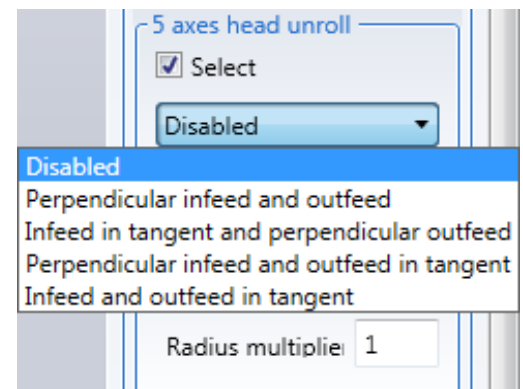 5 axes head unroll
Select
Disabled
Disabled
Perpendicular infeed and outfeed
Infeed in tangent and perpendicular outfeed
Perpendicular infeed and outfeed in tangent
Infeed and outfeed in tangent
Radius multiplier 1